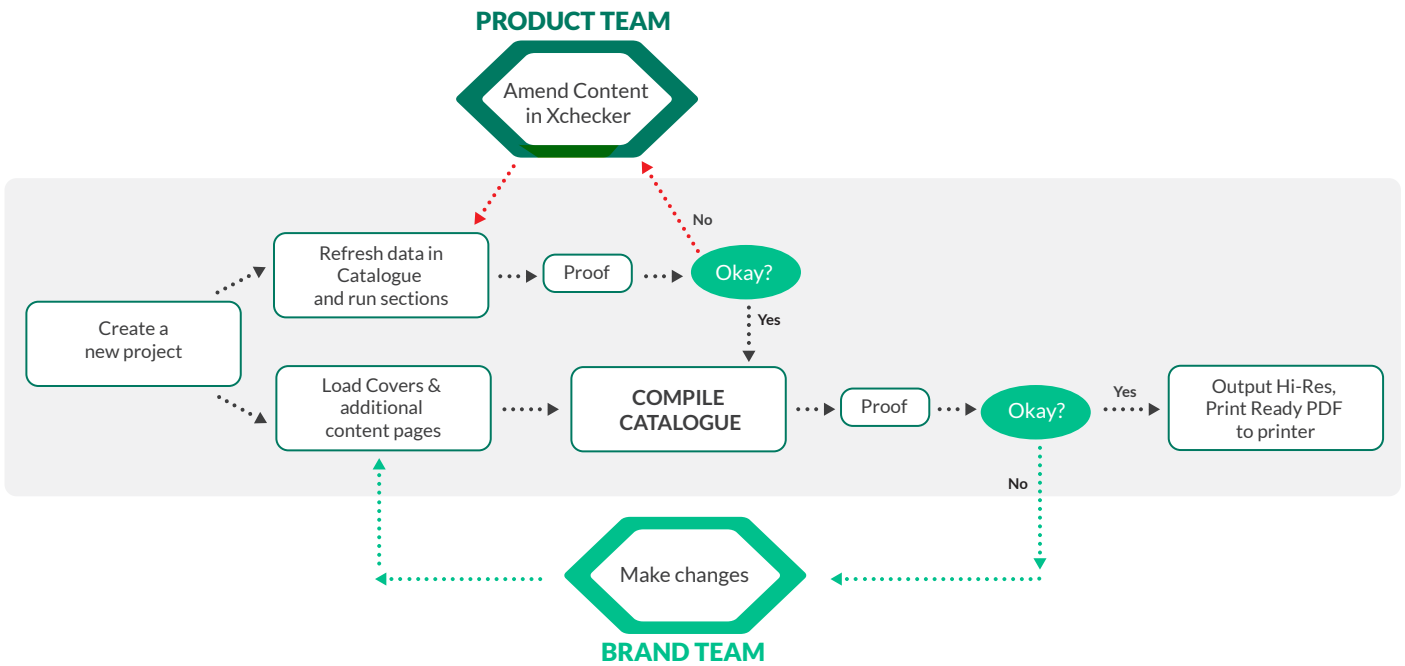 PRODUCT TEAM
Amend Content
in Xchecker
No
Refresh data in
Catalogue
and run sections
Proof
Okay?
Yes
Create a
new project
Load Covers &
additional
content pages
COMPILE
CATALOGUE
Proof
Okay?
Yes
Output Hi-Res,
Print Ready PDF
to printer
No
Make changes
BRAND TEAM